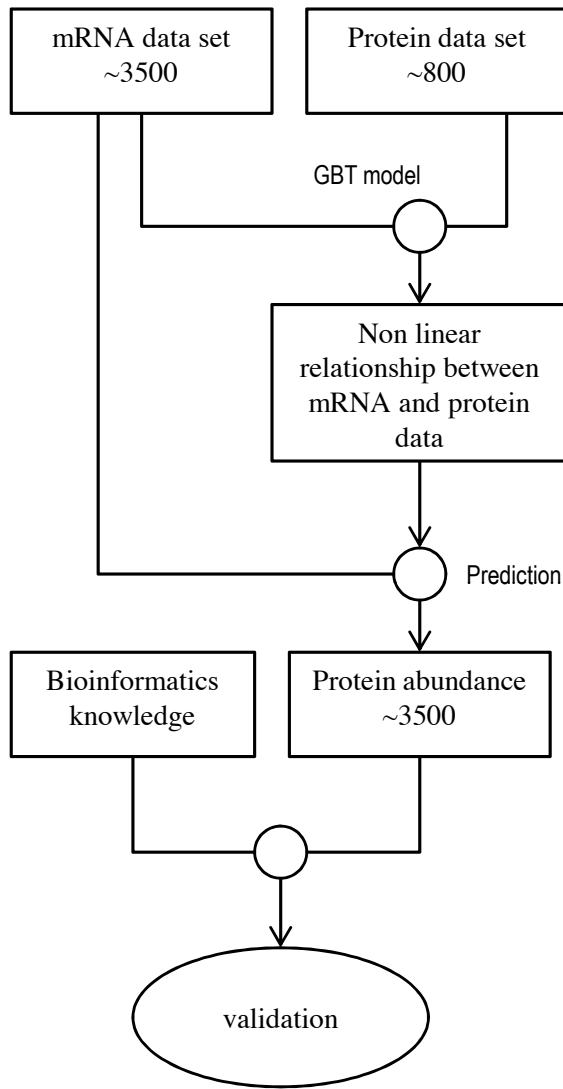 mRNA data set
~3500
Protein data set
~800
GBT model
Non linear
relationship between
mRNA and protein
data
Prediction
Bioinformatics
knowledge
Protein abundance
~3500
validation